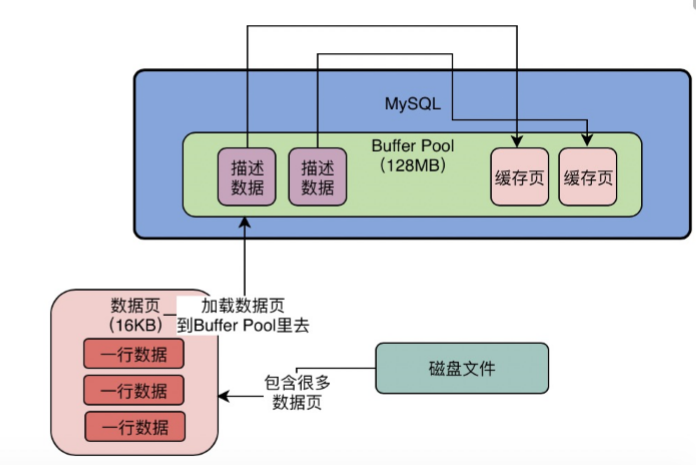 MySQL
Buffer Pool
（128MB）
描述
数据
描述
数据
缓存页
缓存页
数据页
（16KB）
加载数据页
到Buffer Pool里去
一行数据
一行数据
一行数据
包含很多
数据页
磁盘文件